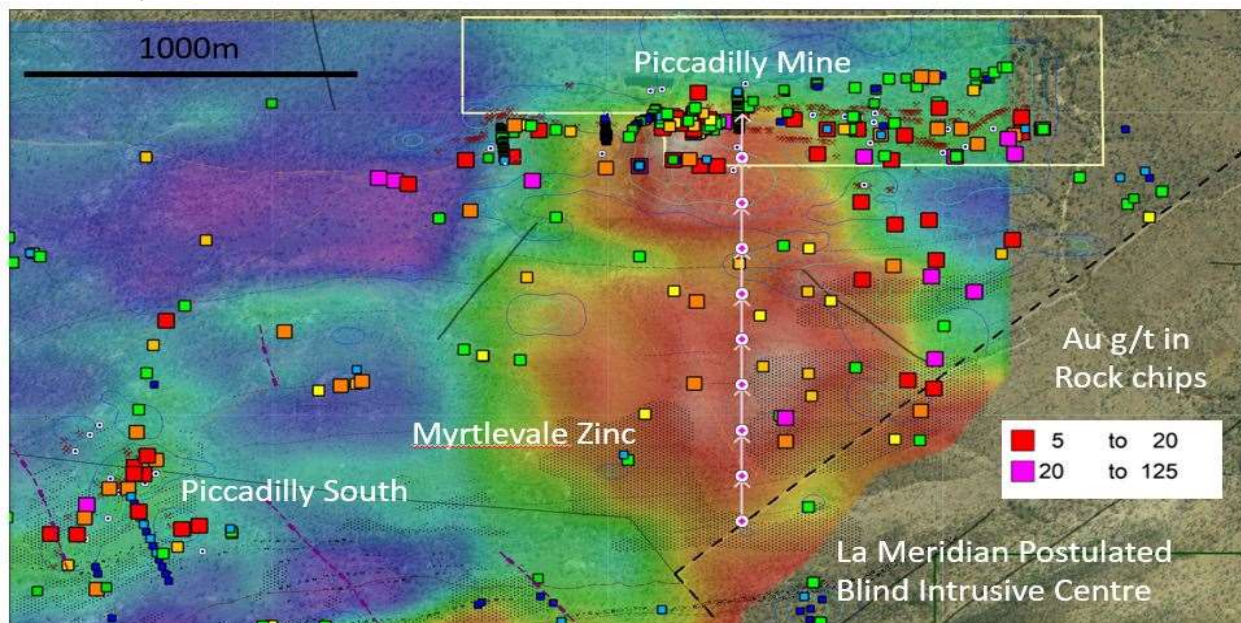 1000m
Piccadilly Mine
Au g/t in
Rock chips
5 to 20
20 to 125
Myrtlevale Zinc
Piccadilly South
La Meridian Postulated
Blind Intrusive Centre